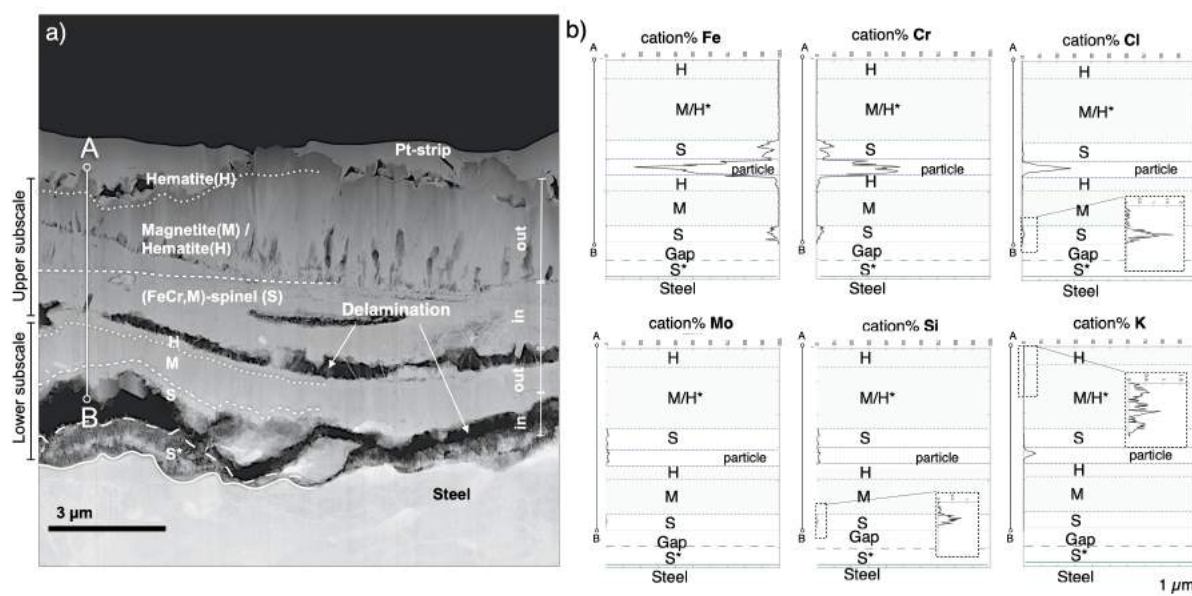 a)
A
Pt-strip
Hematite(H)
Magnetite(M) /
Hematite(H)
(FeCr,M)-spinel (S)
Delamination
H
M
S
B
S*
Steel
3 µm
Upper subscale
Lower subscale
out
in
out
in
b)
cation% Fe
A
H
M/H*
S
particle
H
M
S
B
Gap
S*
Steel
cation% Cr
A
H
M/H*
S
particle
H
M
S
B
Gap
S*
Steel
cation% Cl
A
H
M/H*
S
particle
H
M
S
B
Gap
S*
Steel
cation% Mo
A
H
M/H*
S
particle
H
M
S
B
Gap
S*
Steel
cation% Si
A
H
M/H*
S
particle
H
M
S
B
Gap
S*
Steel
cation% K
A
H
M/H*
S
particle
H
M
S
B
Gap
S*
Steel
1 µm